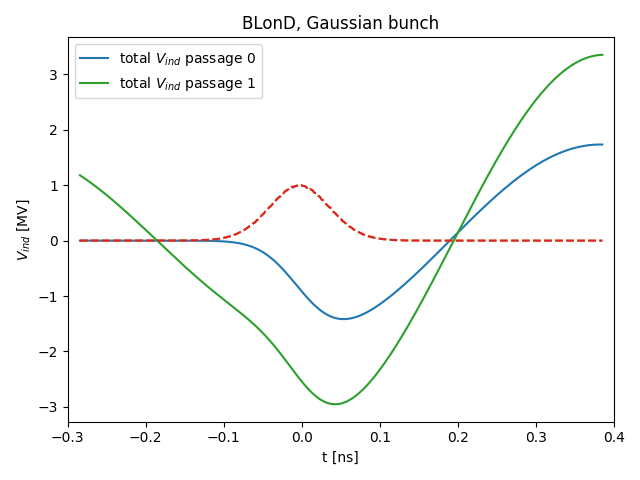 BLonD, Gaussian bunch
total V_ind passage 0
total V_ind passage 1
V_ind [MV]
3
2
1
0
−1
−2
−3
−0.3 −0.2 −0.1 0.0 0.1 0.2 0.3 0.4
t [ns]